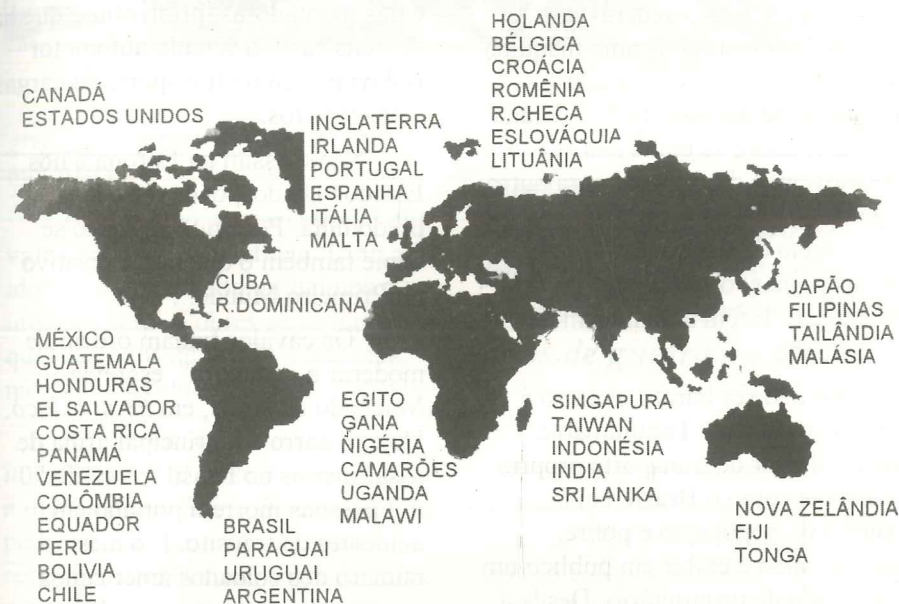 CANADÁ
ESTADOS UNIDOS
INGLATERRA
IRLANDA
PORTUGAL
ESPANHA
ITÁLIA
MALTA
HOLANDA
BÉLGICA
CROÁCIA
ROMÊNIA
R.CHECA
ESLOVÁQUIA
LITUÂNIA
CUBA
R.DOMINICANA
JAPÃO
FILIPINAS
TAILÂNDIA
MALÁSIA
MÉXICO
GUATEMALA
HONDURAS
EL SALVADOR
COSTA RICA
PANAMÁ
VENEZUELA
COLÔMBIA
EQUADOR
PERU
BOLIVIA
CHILE
BRASIL
PARAGUAI
URUGUAI
ARGENTINA
EGITO
GANA
NIGÉRIA
CAMARÕES
UGANDA
MALAWI
SINGAPURA
TAIWAN
INDONÉSIA
INDIA
SRI LANKA
NOVA ZELÂNDIA
FIJI
TONGA